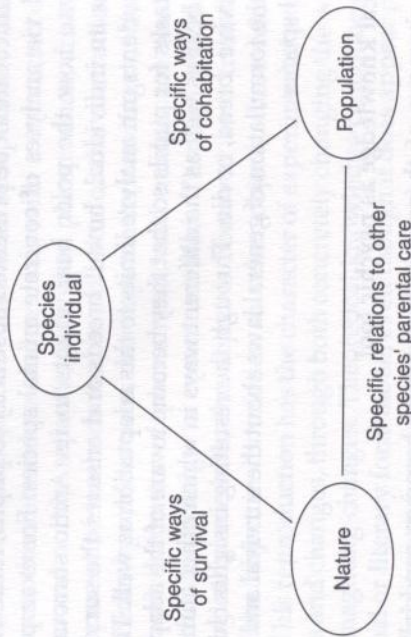 Species
individual
Specific ways
of survival
Specific ways
of cohabitation
Nature
Population
Specific relations to other
species' parental care